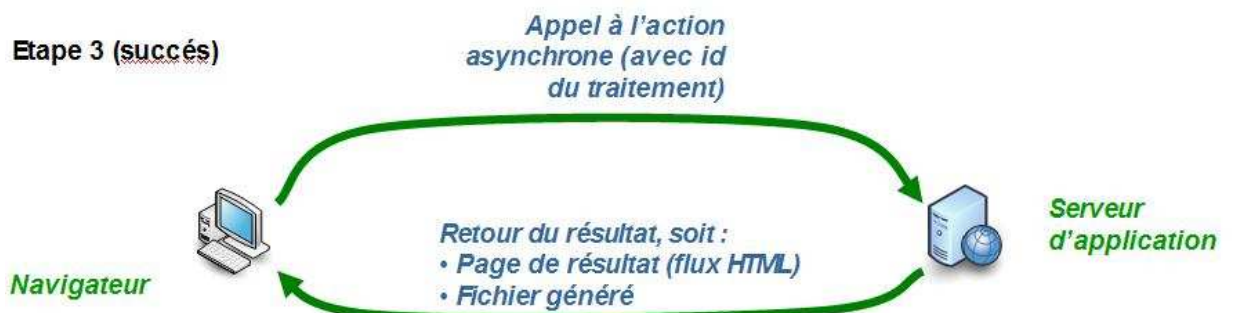 Etape 3 (succés)
Appel à l'action
asynchrone (avec id
du traitement)
Serveur
d'application
Retour du résultat, soit :
• Page de résultat (flux HTML)
• Fichier généré
Navigateur